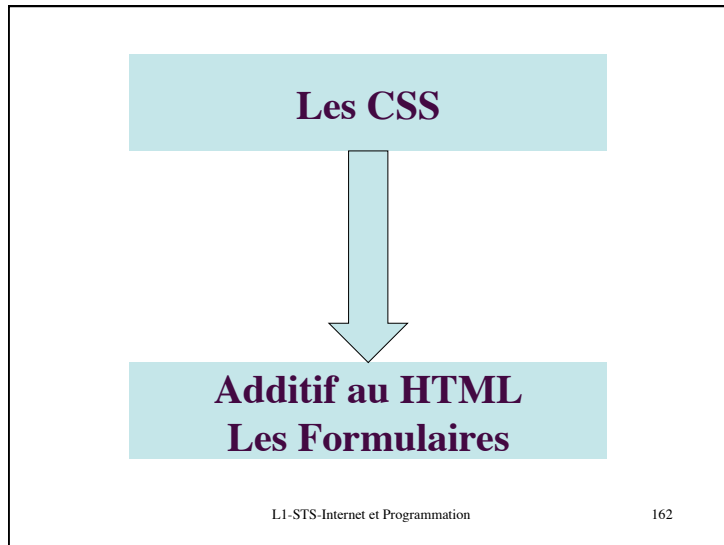 Les CSS
Additif au HTML
Les Formulaires
L1-STS-Internet et Programmation 162